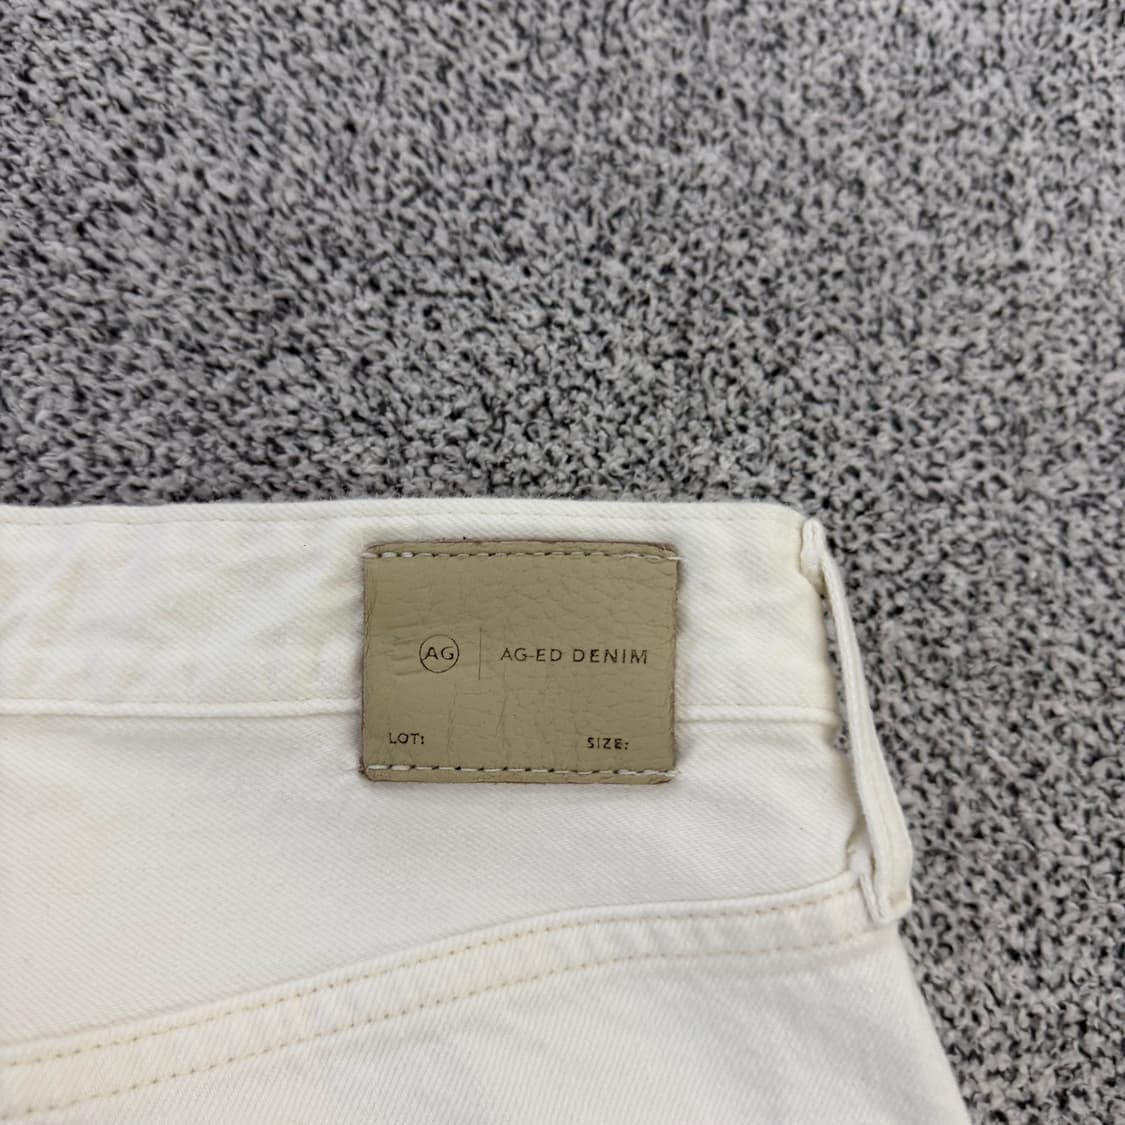 AG | AG-ED DENIM
LOT: SIZE: